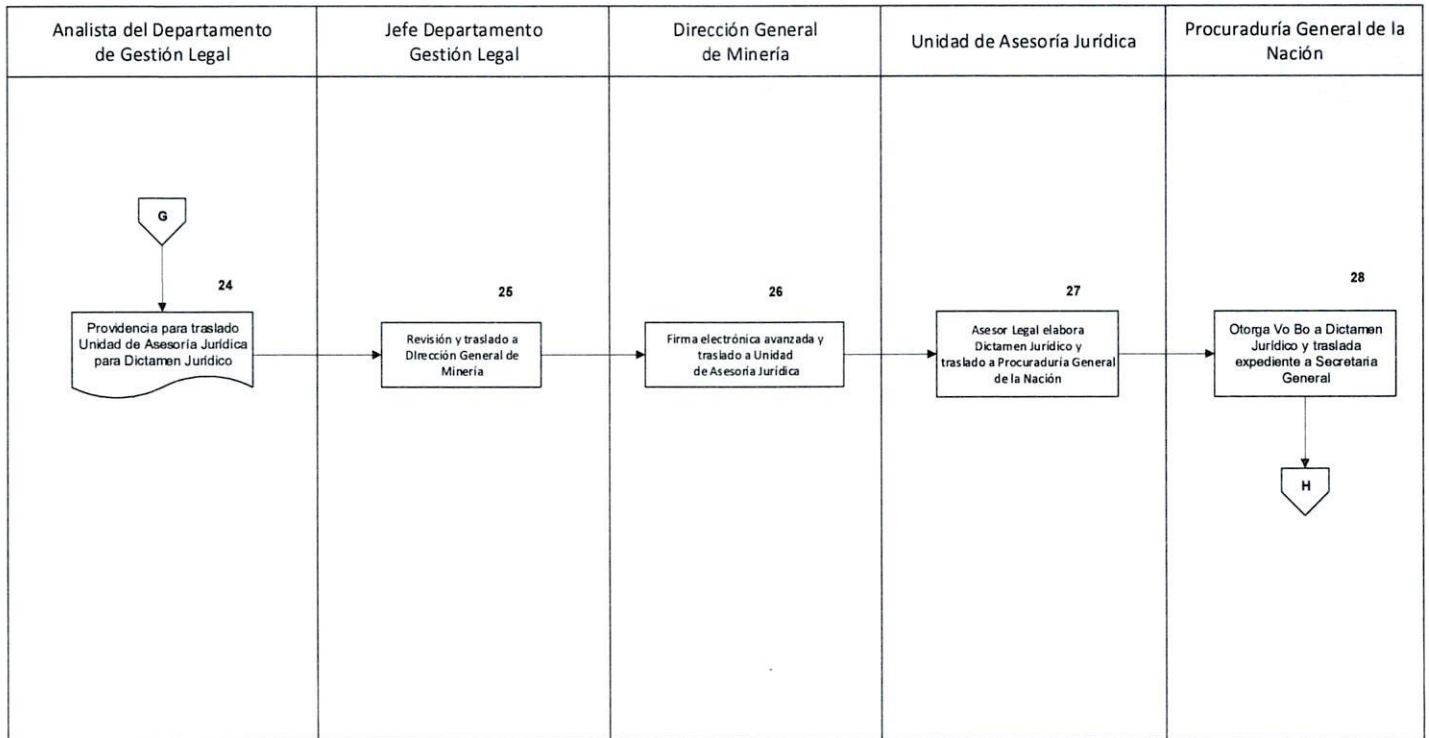 Analista del Departamento
de Gestión Legal
Jefe Departamento
Gestión Legal
Dirección General
de Minería
Unidad de Asesoría Jurídica
Procuraduría General de la
Nación
G
24
Providencia para traslado
Unidad de Asesoría Jurídica
para Dictamen Jurídico
25
Revisión y traslado a
DIrección General de
Minería
26
Firma electrónica avanzada y
traslado a Unidad
de Asesoría Jurídica
27
Asesor Legal elabora
Dictamen Jurídico y
traslado a Procuraduría General
de la Nación
28
Otorga Vo Bo a Dictamen
Jurídico y traslada
expediente a Secretaria
General
H